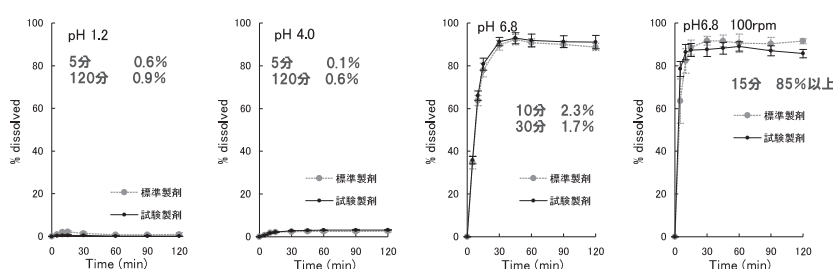 pH 1.2
5分 0.6%
120分 0.9%
標準製剤
試験製剤
% dissolved
100
80
60
40
20
0
0 30 60 90 120
Time (min)
pH 4.0
5分 0.1%
120分 0.6%
標準製剤
試験製剤
% dissolved
100
80
60
40
20
0
0 30 60 90 120
Time (min)
pH 6.8
10分 2.3%
30分 1.7%
標準製剤
試験製剤
% dissolved
100
80
60
40
20
0
0 30 60 90 120
Time (min)
pH6.8 100rpm
15分 85%以上
標準製剤
試験製剤
% dissolved
100
80
60
40
20
0
0 30 60 90 120
Time (min)